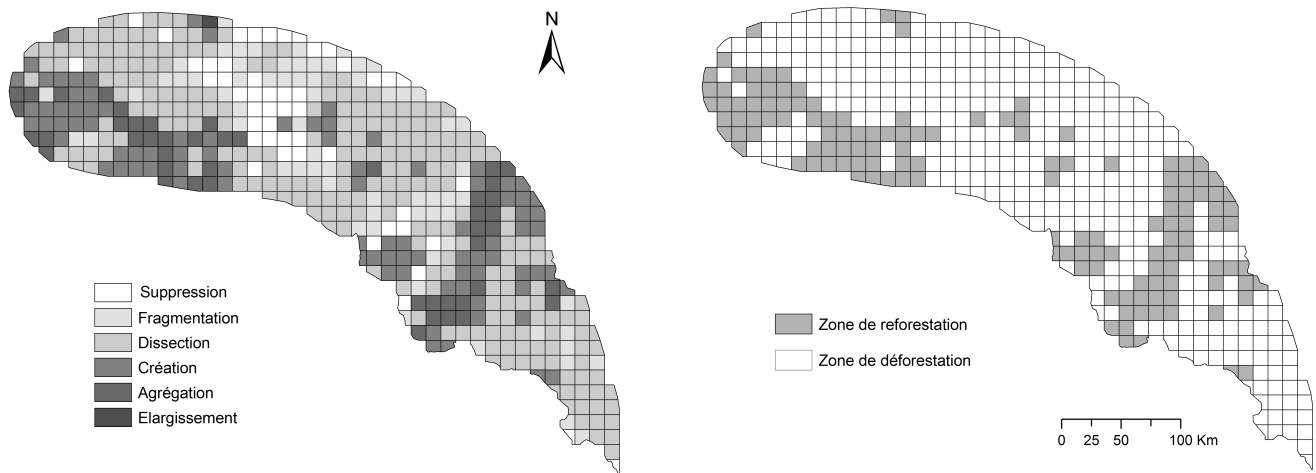 N
Suppression
Fragmentation
Dissection
Création
Agrégation
Elargissement
Zone de reforestation
Zone de déforestation
0 25 50 100 Km